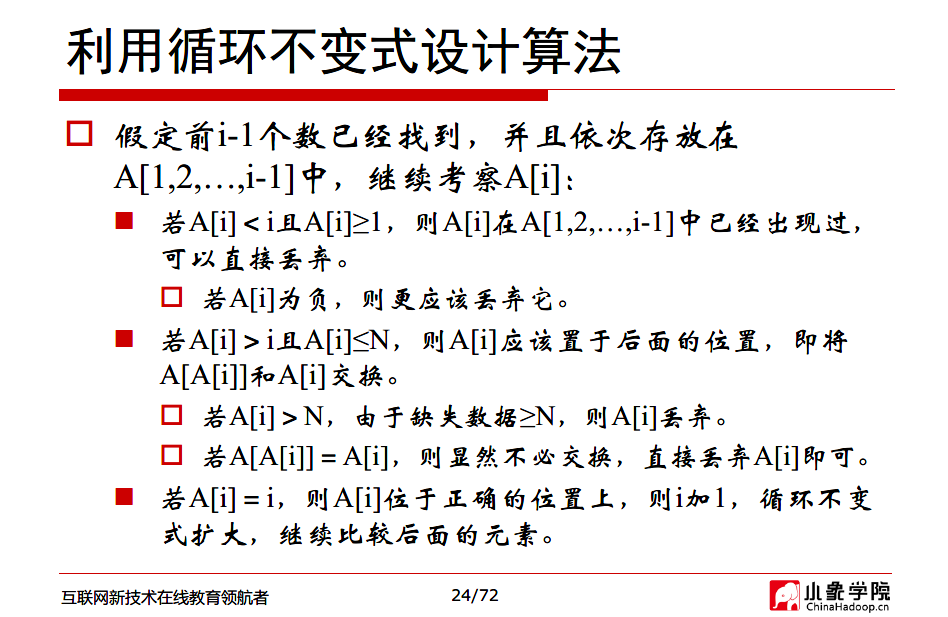 利用循环不变式设计算法
假定前i-1个数已经找到，并且依次存放在
A[1,2,…,i-1]中，继续考察A[i]：
若A[i] < i且A[i]≥1，则A[i]在A[1,2,…,i-1]中已经出现过，
可以直接丢弃。
若A[i]为负，则更应该丢弃它。
若A[i] > i且A[i]≤N，则A[i]应该置于后面的位置，即将
A[A[i]]和A[i]交换。
若A[i] > N，由于缺失数据≥N，则A[i]丢弃。
若A[A[i]] = A[i]，则显然不必交换，直接丢弃A[i]即可。
若A[i] = i，则A[i]位于正确的位置上，则i加1，循环不变
式扩大，继续比较后面的元素。
互联网新技术在线教育领航者
24/72
小象学院
ChinaHadoop.cn